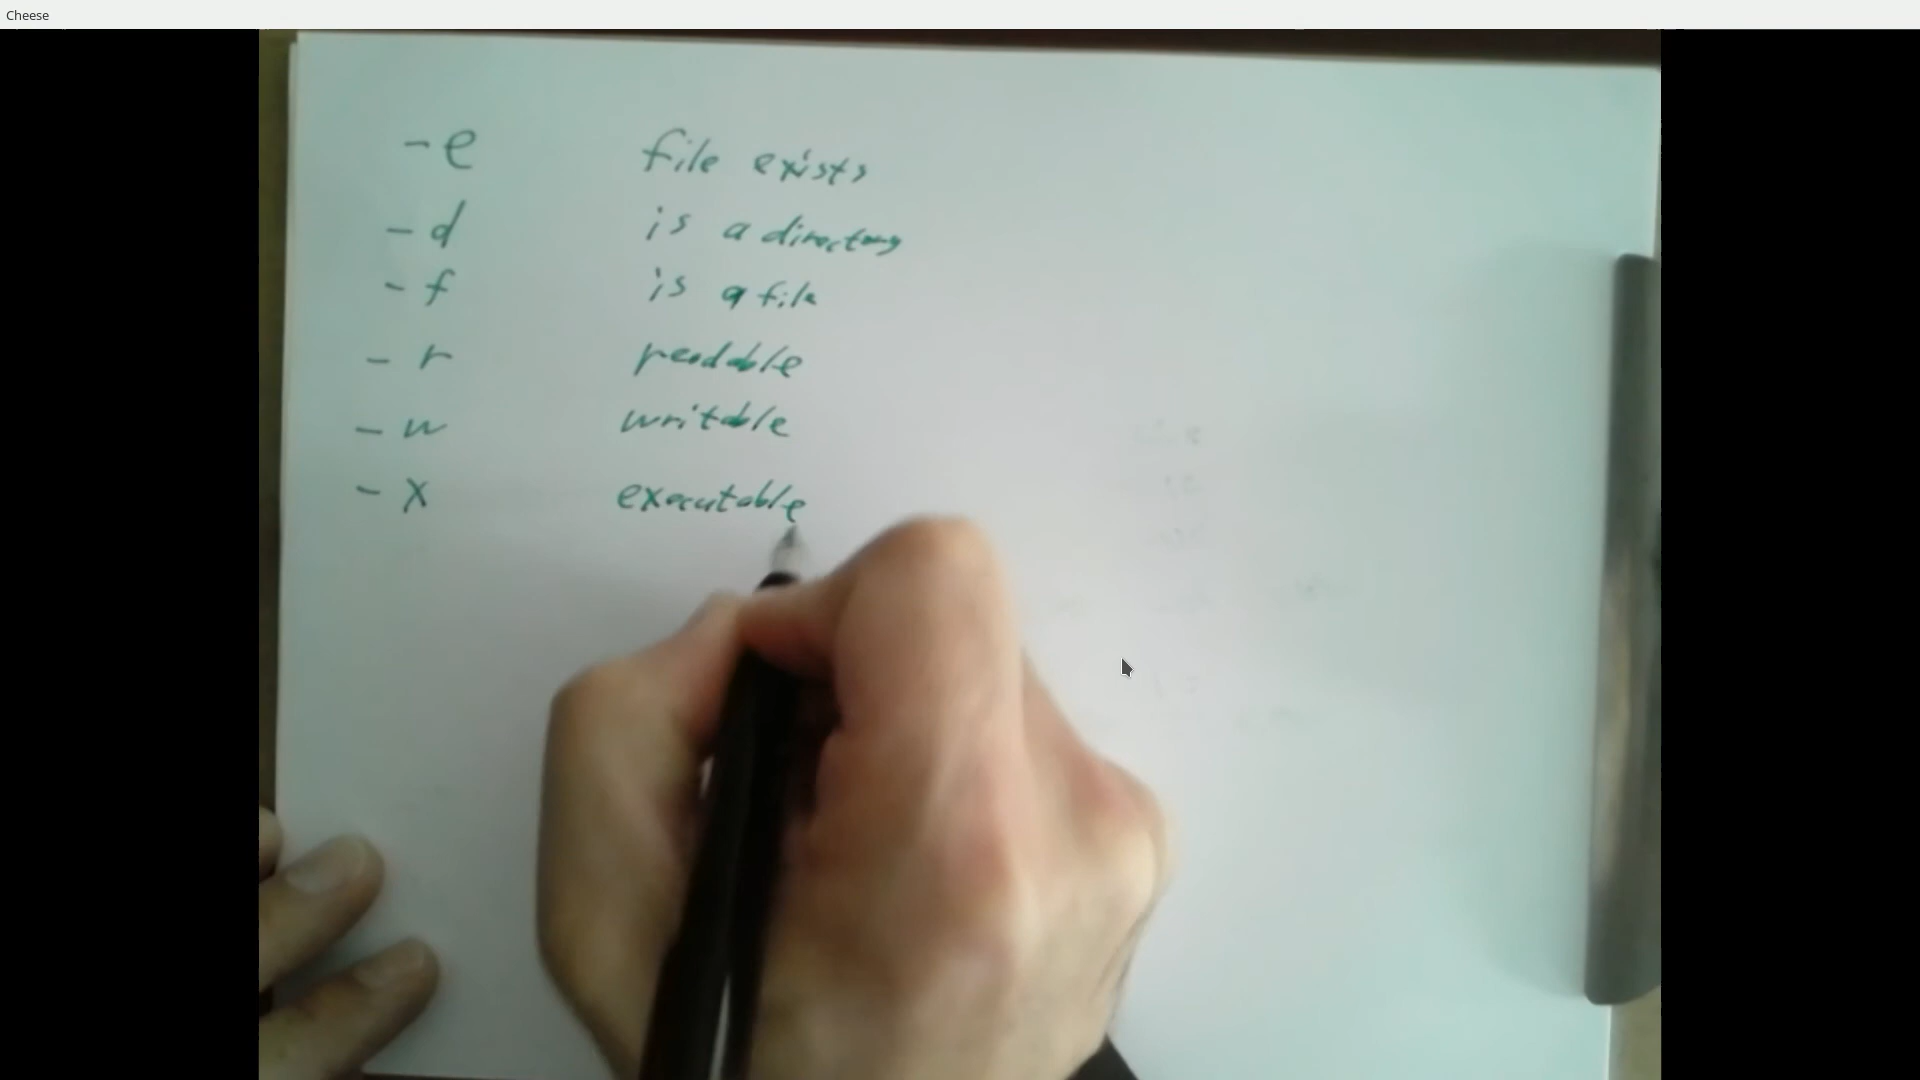 Cheese
-e file exists
-d is a directory
-f is a file
-r readable
-w writable
-x executable